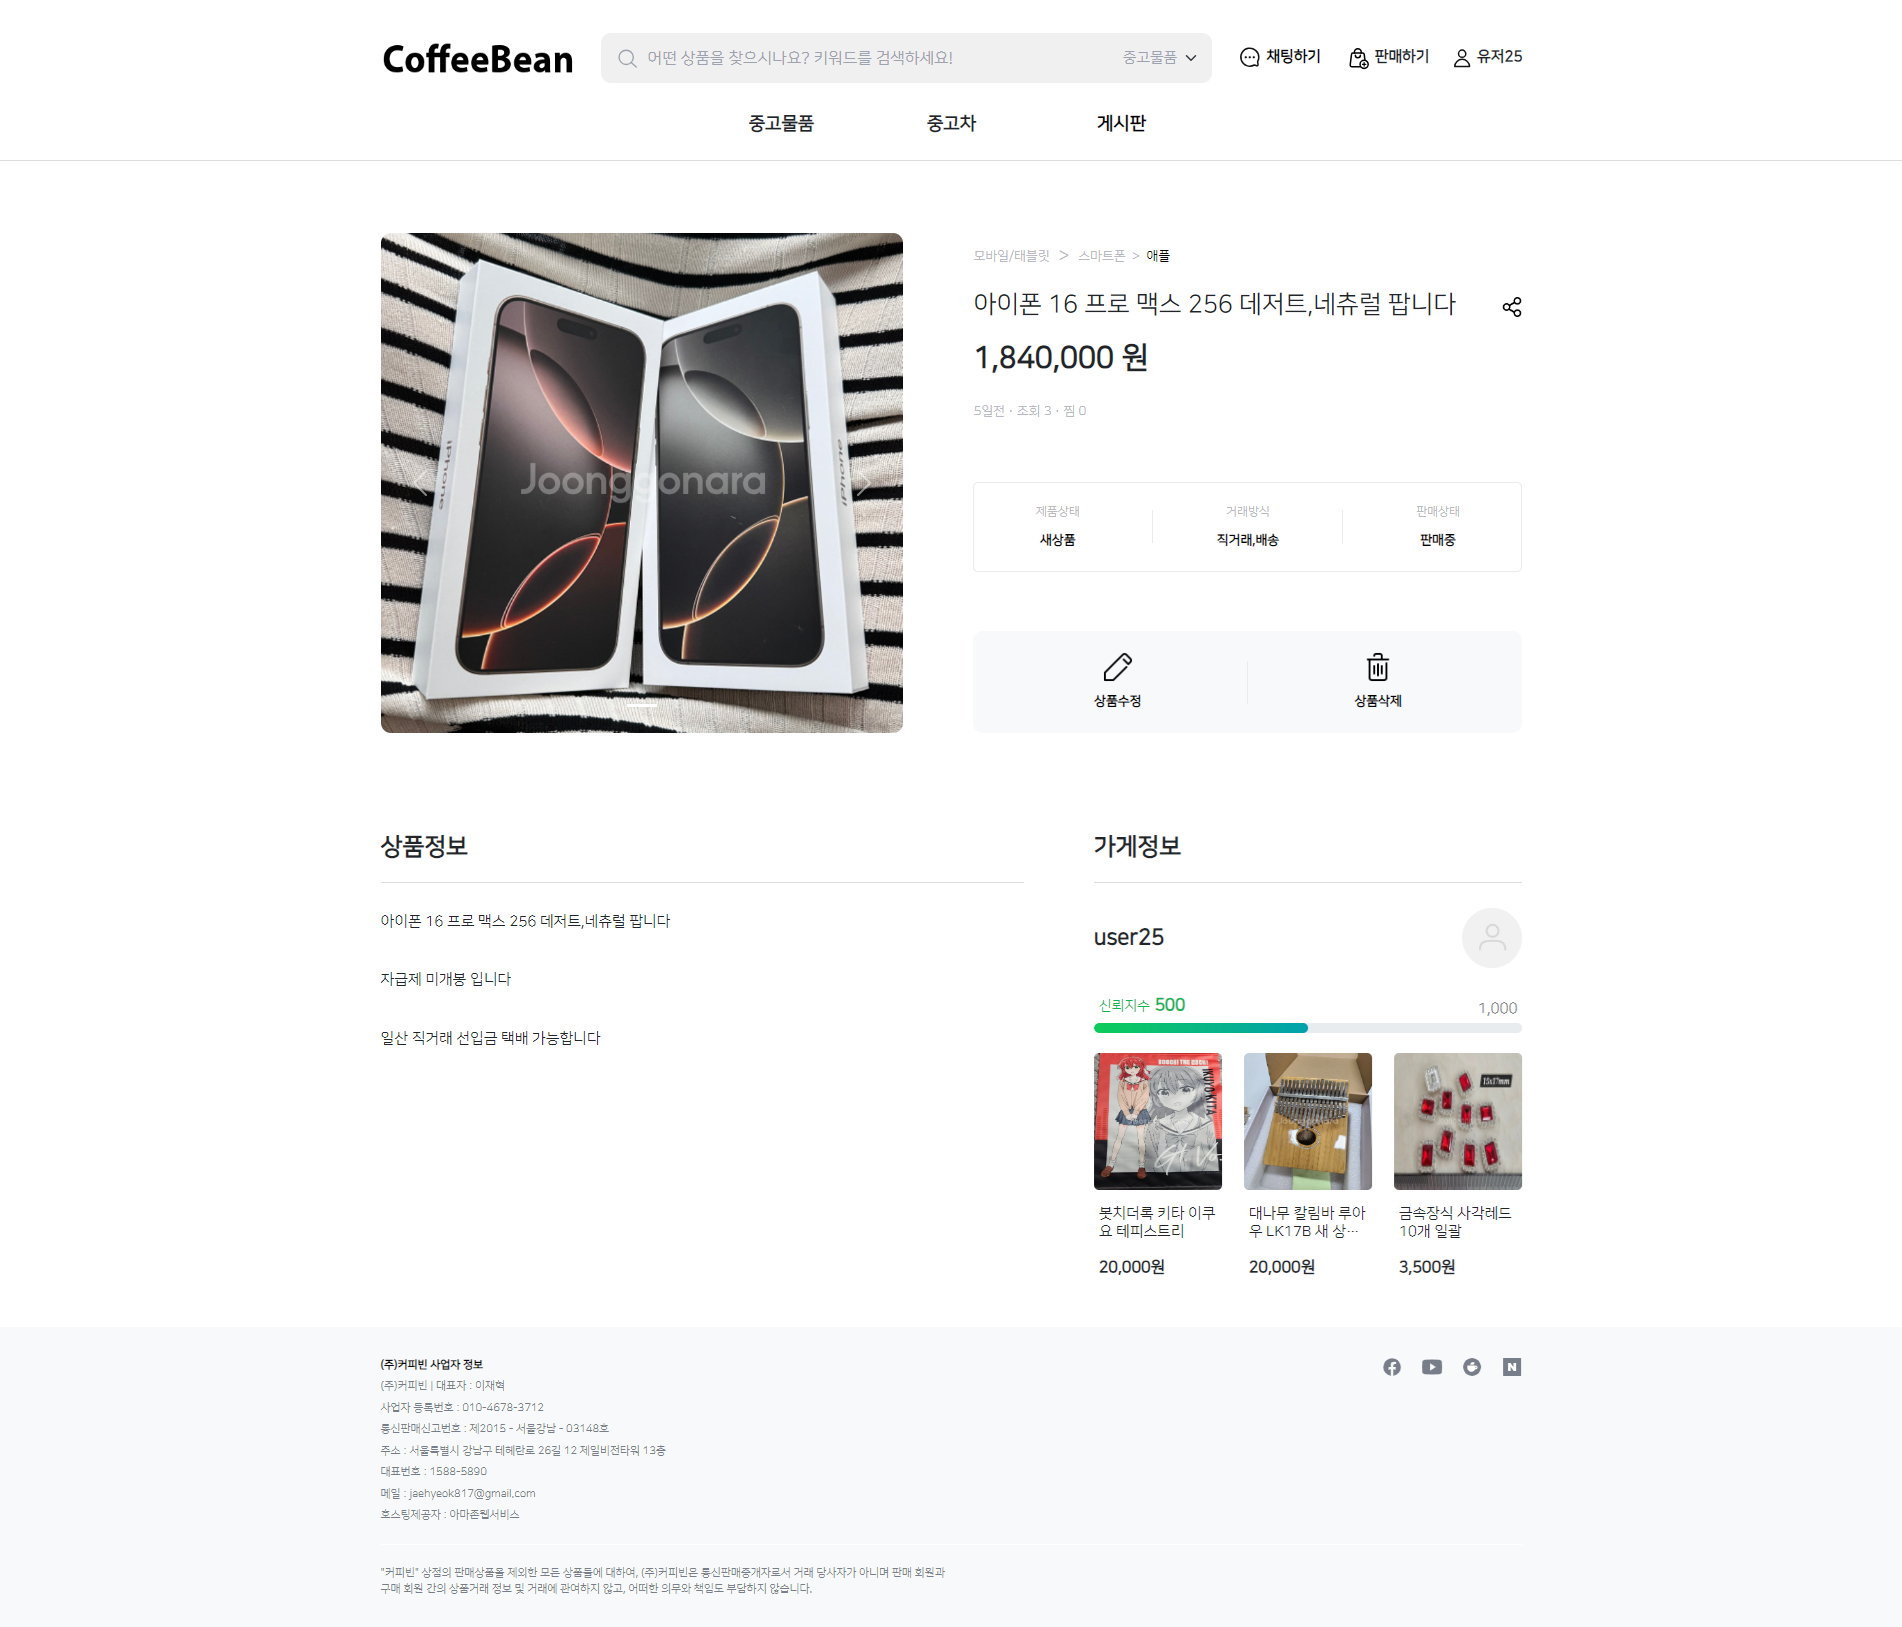 CoffeeBean
어떤 상품을 찾으시나요? 키워드를 검색하세요!
중고물품
채팅하기
판매하기
유저25
중고물품
중고차
게시판
모바일/태블릿 > 스마트폰 > 애플
아이폰 16 프로 맥스 256 데저트,네츄럴 팝니다
1,840,000 원
5일전 · 조회 3 · 찜 0
iPhone
iPhone
Joonggonara
제품상태
새상품
거래방식
직거래,배송
판매상태
판매중
상품수정
상품삭제
상품정보
아이폰 16 프로 맥스 256 데저트,네츄럴 팝니다
자급제 미개봉 입니다
일산 직거래 선입금 택배 가능합니다
가게정보
user25
신뢰지수 500
1,000
BOCCHI THE ROCK!
IKUYO KITA
Gt. Vo.
Joonggonara
15x17mm
봇치더록 키타 이쿠
요 테피스트리
20,000원
대나무 칼림바 루아
우 LK17B 새 상…
20,000원
금속장식 사각레드
10개 일괄
3,500원
(주)커피빈 사업자 정보
(주)커피빈 | 대표자 : 이재혁
사업자 등록번호 : 010-4678-3712
통신판매신고번호 : 제2015 - 서울강남 - 03148호
주소 : 서울특별시 강남구 테헤란로 26길 12 제일비전타워 13층
대표번호 : 1588-5890
메일 : jaehyeok817@gmail.com
호스팅제공자 : 아마존웹서비스
"커피빈" 상점의 판매상품을 제외한 모든 상품들에 대하여, (주)커피빈은 통신판매중개자로서 거래 당사자가 아니며 판매 회원과
구매 회원 간의 상품거래 정보 및 거래에 관여하지 않고, 어떠한 의무와 책임도 부담하지 않습니다.